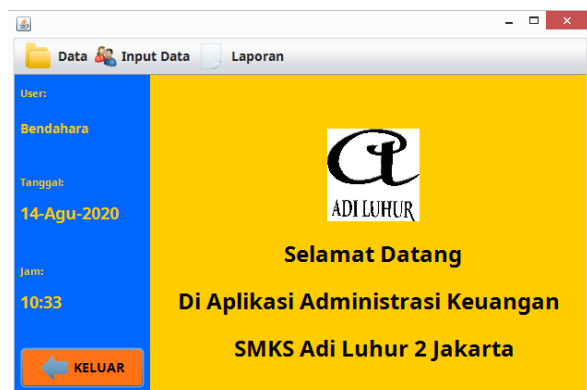 Data Input Data Laporan
User:
Bendahara
Tanggal:
14-Agu-2020
Jam:
10:33
KELUAR
ADI LUHUR
Selamat Datang
Di Aplikasi Administrasi Keuangan
SMKS Adi Luhur 2 Jakarta